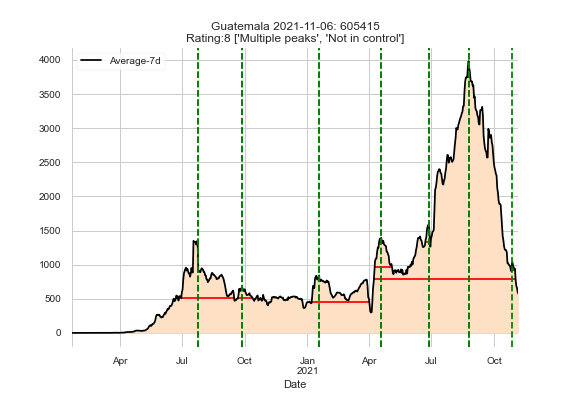 Guatemala 2021-11-06: 605415
Rating:8 ['Multiple peaks', 'Not in control']
Average-7d
4000
3500
3000
2500
2000
1500
1000
500
0
Apr
Jul
Oct
Jan
2021
Apr
Jul
Oct
Date